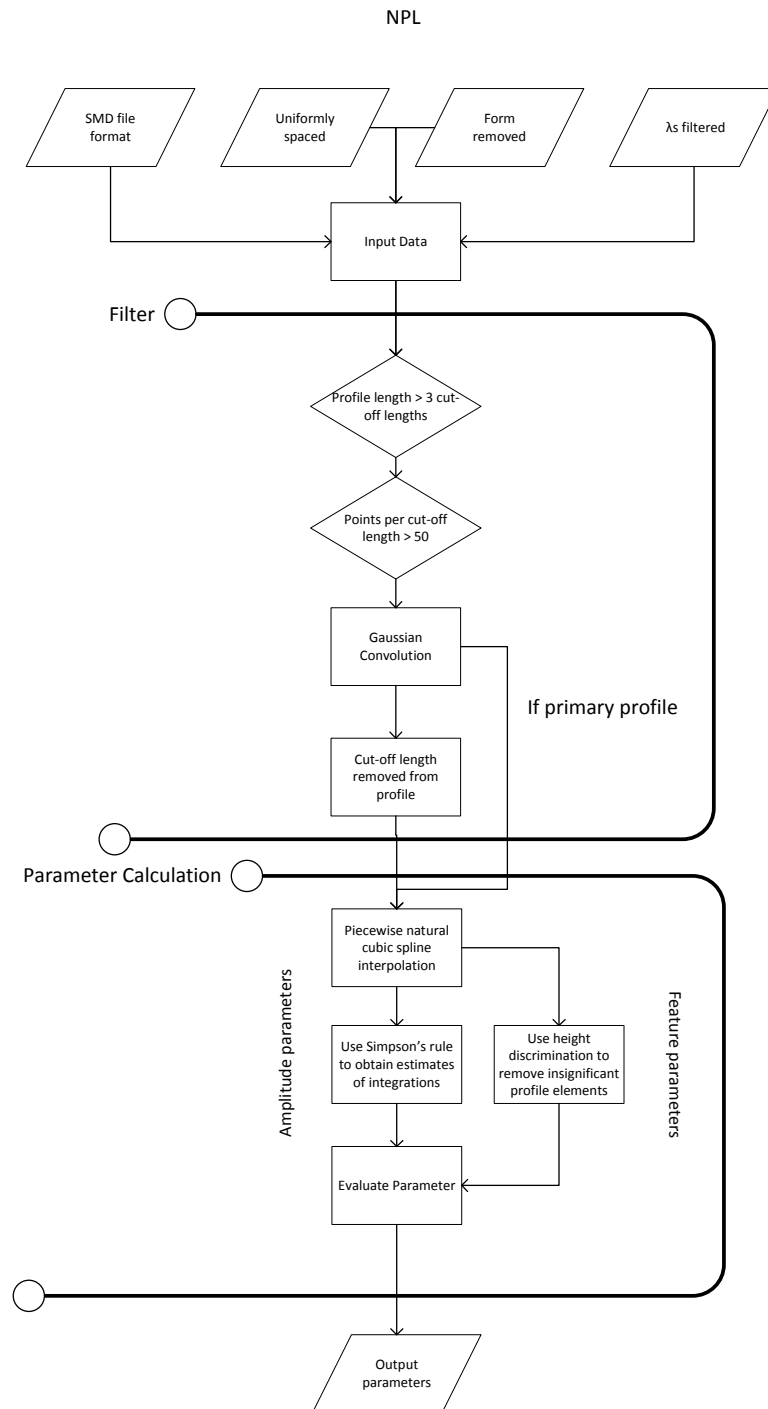 NPL
SMD file
format
Uniformly
spaced
Form
removed
λs filtered
Input Data
Filter
Profile length > 3 cut-
off lengths
Points per cut-off
length > 50
Gaussian
Convolution
If primary profile
Cut-off length
removed from
profile
Parameter Calculation
Piecewise natural
cubic spline
interpolation
Amplitude parameters
Use Simpson's rule
to obtain estimates
of integrations
Use height
discrimination to
remove insignificant
profile elements
Feature parameters
Evaluate Parameter
Output
parameters